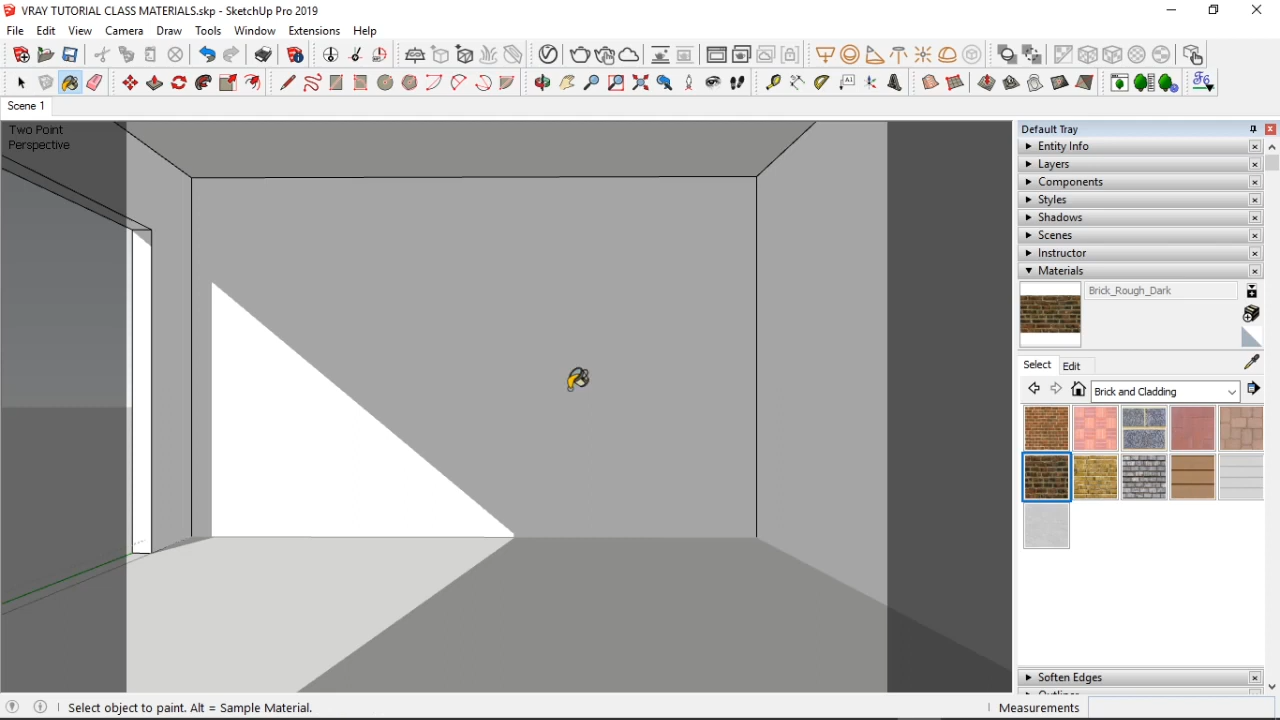 VRAY TUTORIAL CLASS MATERIALS.skp - SketchUp Pro 2019
File Edit View Camera Draw Tools Window Extensions Help
Scene 1
Two Point
Perspective
Default Tray
Entity Info
Layers
Components
Styles
Shadows
Scenes
Instructor
Materials
Brick_Rough_Dark
Select Edit
Brick and Cladding
Soften Edges
Select object to paint. Alt = Sample Material.
Measurements